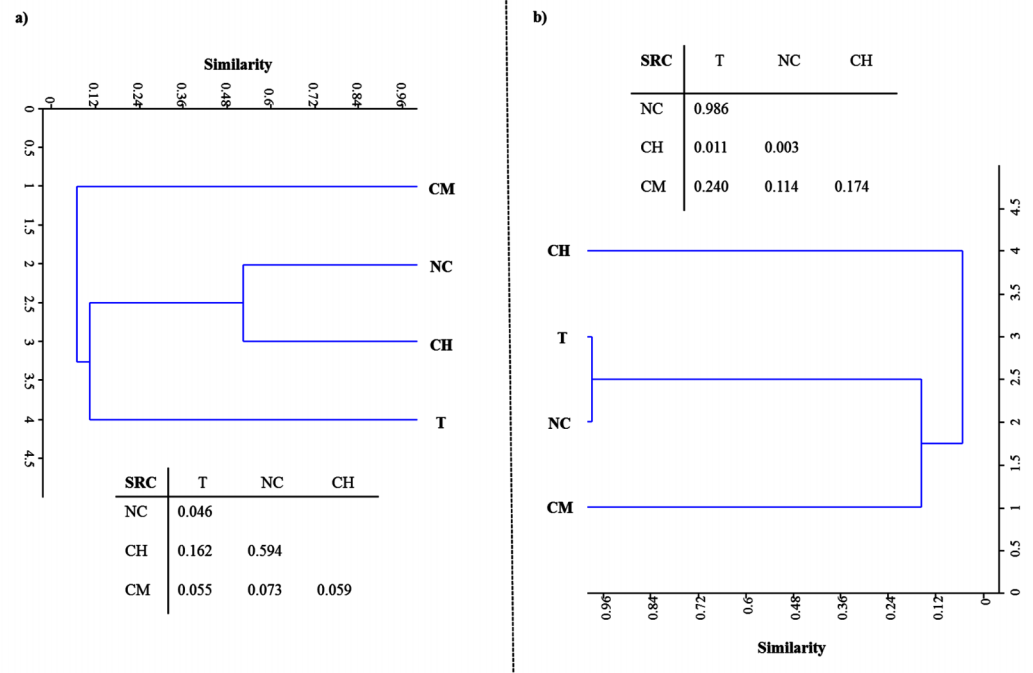 a)
Similarity
0 0.12 0.24 0.36 0.48 0.6 0.72 0.84 0.96
0
0.5
1
1.5
2
2.5
3
3.5
4
4.5
CM
NC
CH
T
SRC T NC CH
NC 0.046
CH 0.162 0.594
CM 0.055 0.073 0.059
b)
SRC T NC CH
NC 0.986
CH 0.011 0.003
CM 0.240 0.114 0.174
CH
T
NC
CM
4.5
4
3.5
3
2.5
2
1.5
1
0.5
0
0.96 0.84 0.72 0.6 0.48 0.36 0.24 0.12 0
Similarity